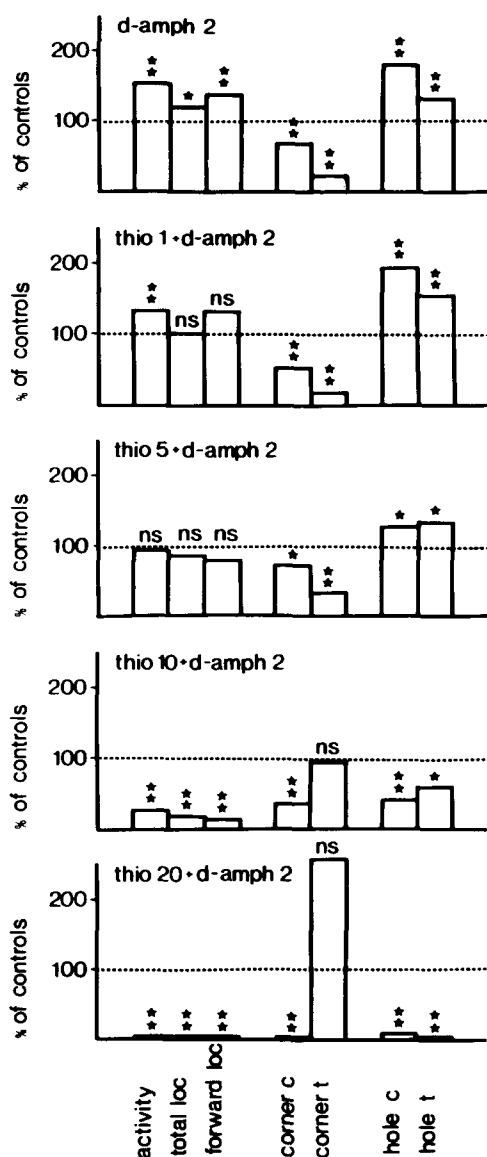 d-amph 2
200
100
% of controls
** * ** ** ** ** **
thio 1+d-amph 2
200
100
% of controls
** ns ns ** ** ** **
thio 5+d-amph 2
200
100
% of controls
ns ns ns * ** * *
thio 10+d-amph 2
200
100
% of controls
** ** ** ** ns ** *
thio 20+d-amph 2
200
100
% of controls
** ** ** ** ns ** **
activity
total loc
forward loc
corner c
corner t
hole c
hole t